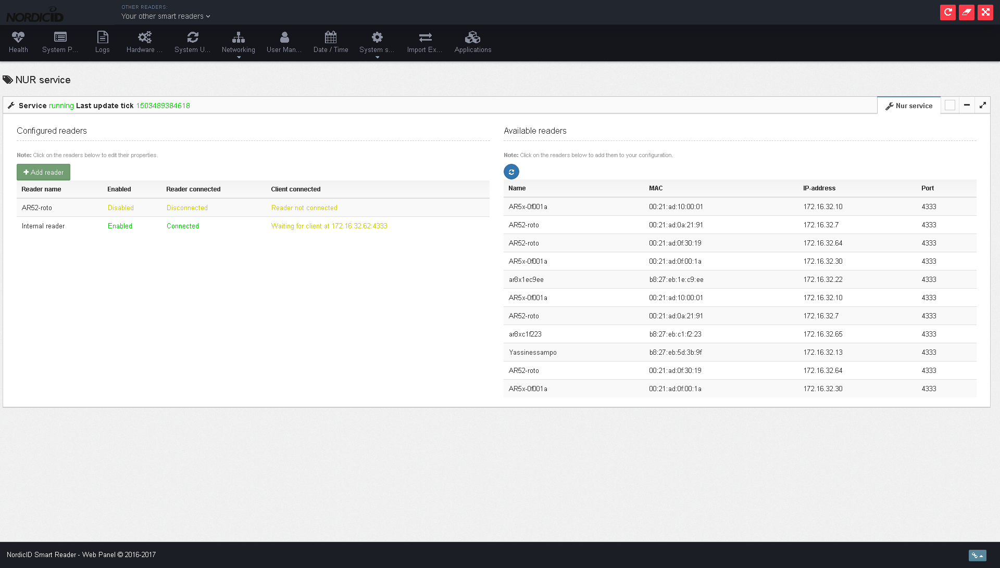 NORDICID
OTHER READERS:
Your other smart readers
Health
System P...
Logs
Hardware ...
System U...
Networking
User Man...
Date / Time
System s...
Import Ex...
Applications
NUR service
Service running Last update tick 1503489384618
Nur service
Configured readers
Note: Click on the readers below to edit their properties.
Add reader
Reader name Enabled Reader connected Client connected
AR52-roto Disabled Disconnected Reader not connected
Internal reader Enabled Connected Waiting for client at 172.16.32.62:4333
Available readers
Note: Click on the readers below to add them to your configuration.
Name MAC IP-address Port
AR5x-0f001a 00:21:ad:10:00:01 172.16.32.10 4333
AR52-roto 00:21:ad:0a:21:91 172.16.32.7 4333
AR52-roto 00:21:ad:0f:30:19 172.16.32.64 4333
AR5x-0f001a 00:21:ad:0f:00:1a 172.16.32.30 4333
ar8x1ec9ee b8:27:eb:1e:c9:ee 172.16.32.22 4333
AR5x-0f001a 00:21:ad:10:00:01 172.16.32.10 4333
AR52-roto 00:21:ad:0a:21:91 172.16.32.7 4333
ar8xc1f223 b8:27:eb:c1:f2:23 172.16.32.65 4333
Yassinessampo b8:27:eb:5d:3b:9f 172.16.32.13 4333
AR52-roto 00:21:ad:0f:30:19 172.16.32.64 4333
AR5x-0f001a 00:21:ad:0f:00:1a 172.16.32.30 4333
NordicID Smart Reader - Web Panel © 2016-2017